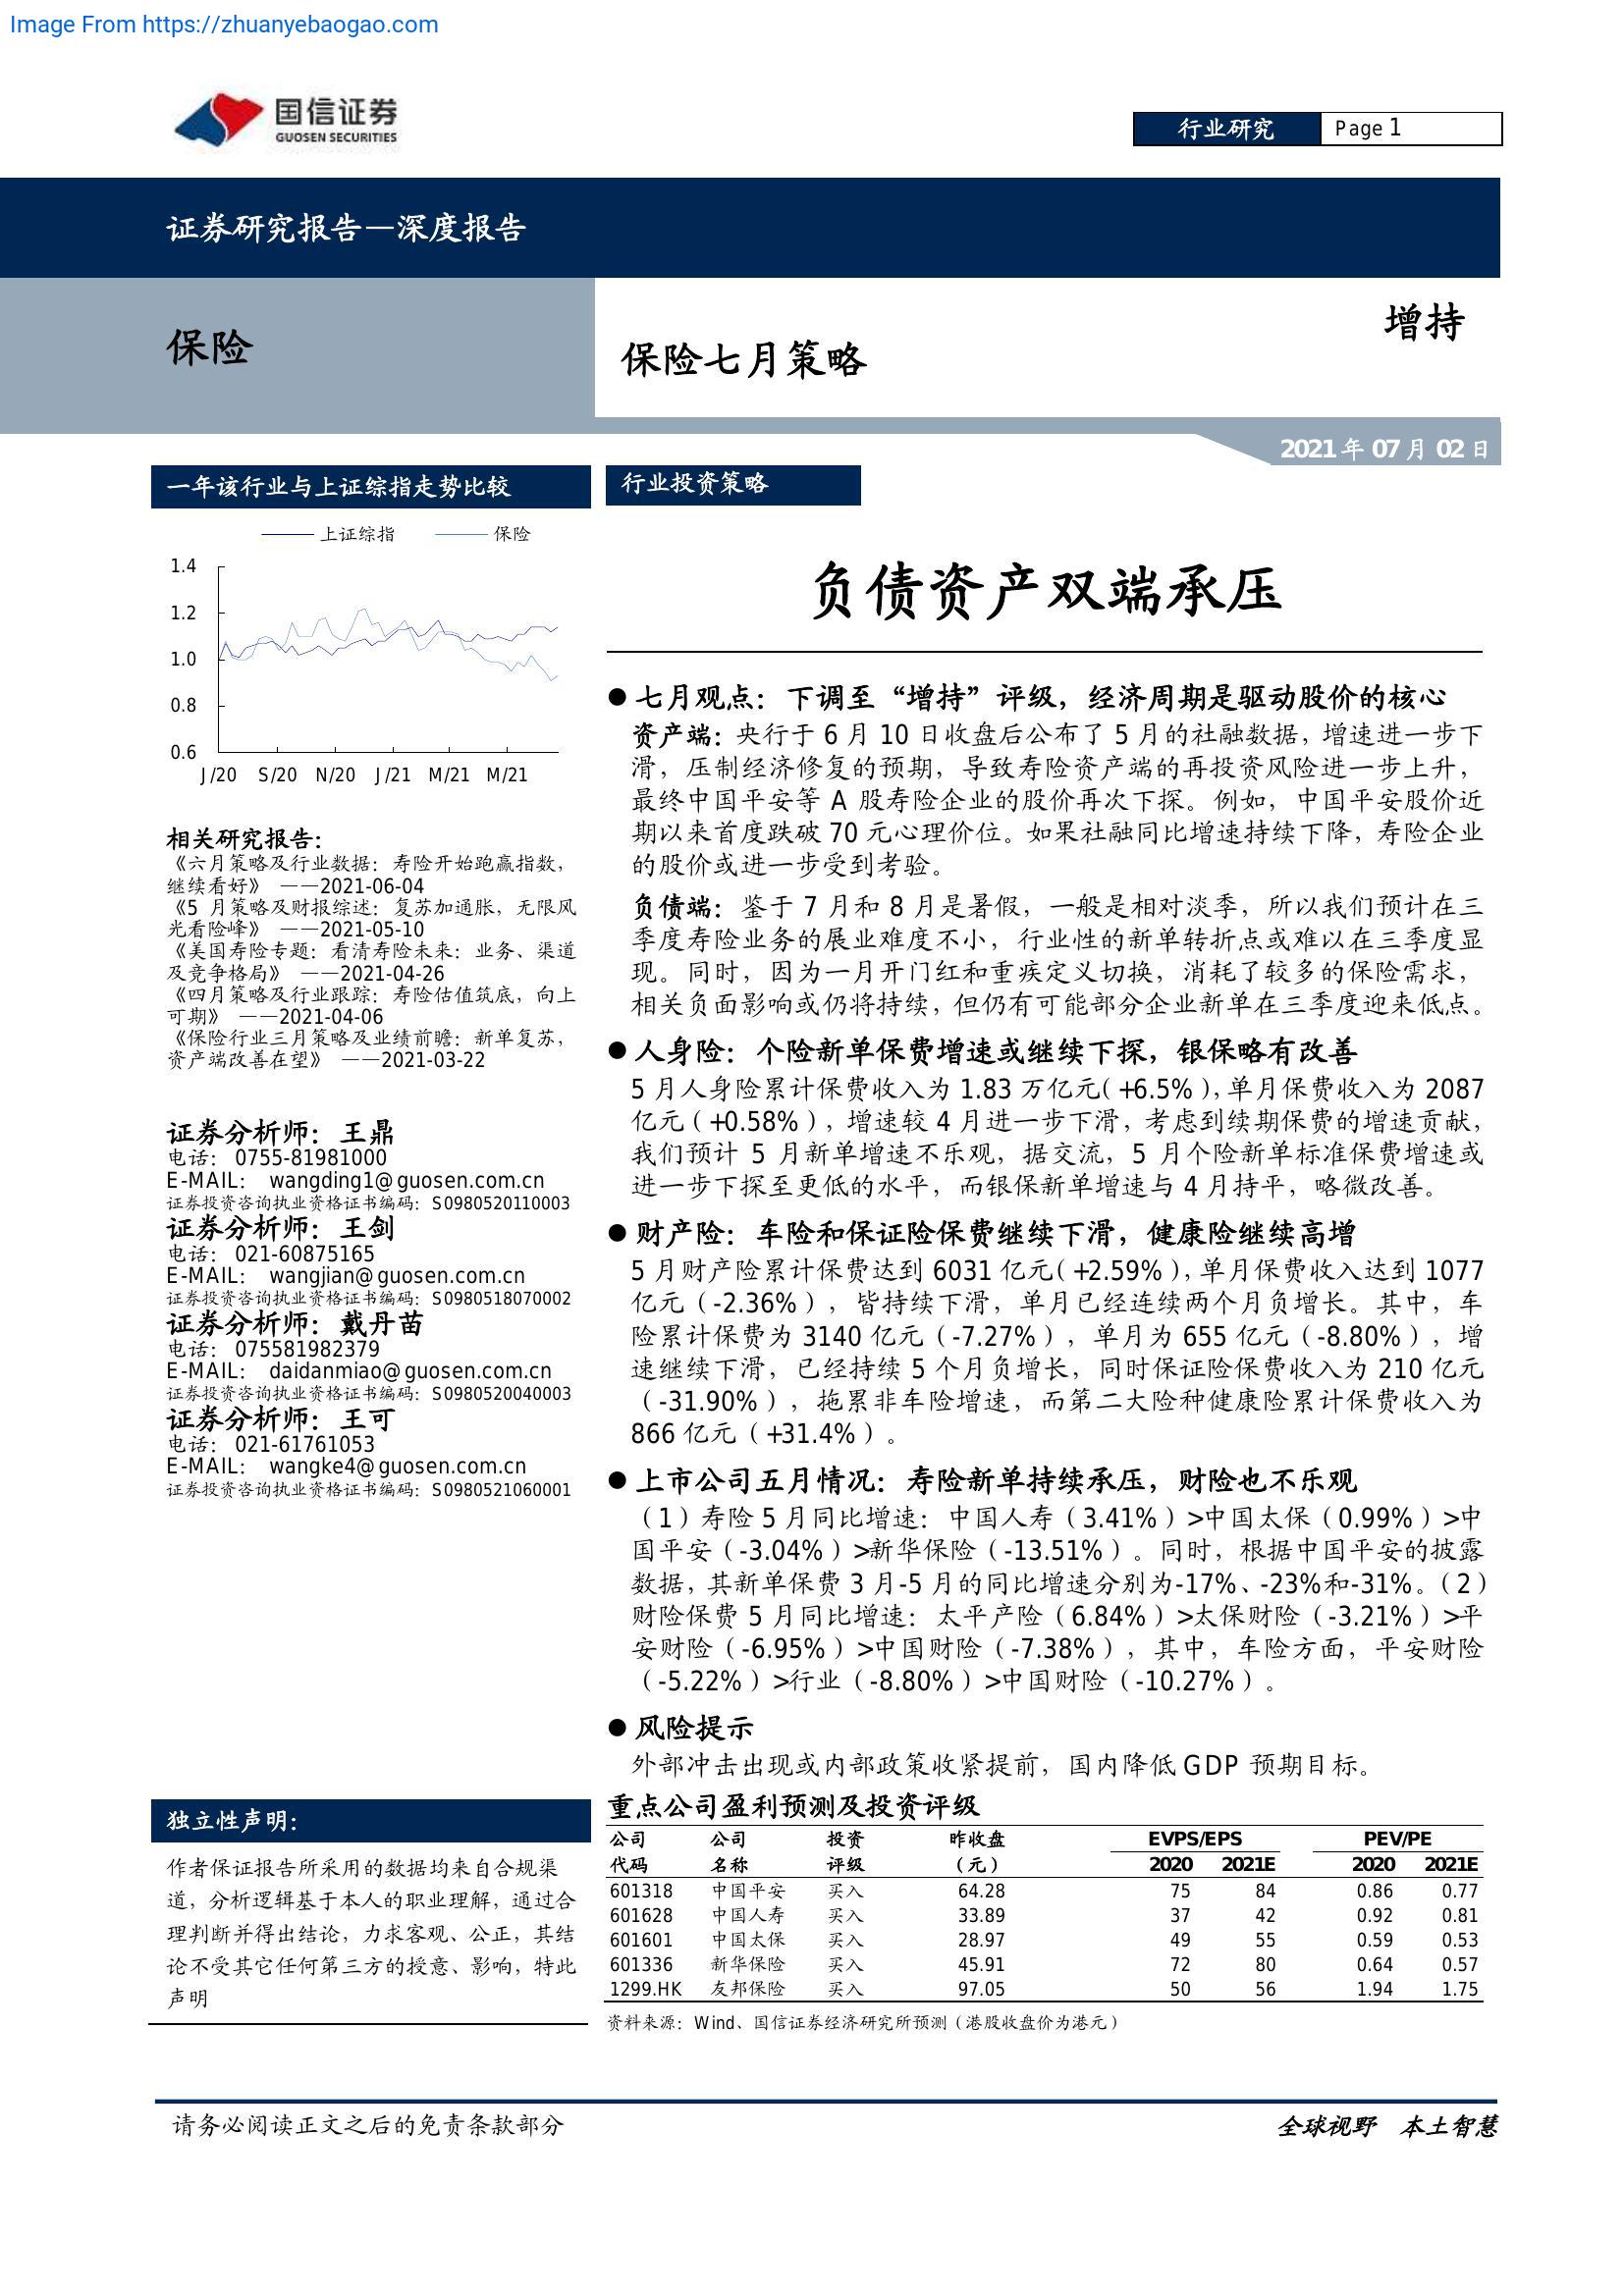 Image From https://zhuanyebaogao.com
国信证券
GUOSEN SECURITIES
行业研究
Page 1
证券研究报告—深度报告
保险
保险七月策略
增持
2021 年 07 月 02 日
一年该行业与上证综指走势比较
上证综指 保险
1.4
1.2
1.0
0.8
0.6
J/20 S/20 N/20 J/21 M/21 M/21
相关研究报告:
《六月策略及行业数据：寿险开始跑赢指数，
继续看好》 ——2021-06-04
《5 月策略及财报综述：复苏加通胀，无限风
光看险峰》 ——2021-05-10
《美国寿险专题：看清寿险未来：业务、渠道
及竞争格局》 ——2021-04-26
《四月策略及行业跟踪：寿险估值筑底，向上
可期》 ——2021-04-06
《保险行业三月策略及业绩前瞻：新单复苏，
资产端改善在望》 ——2021-03-22
证券分析师：王鼎
电话： 0755-81981000
E-MAIL： wangding1@guosen.com.cn
证券投资咨询执业资格证书编码：S0980520110003
证券分析师：王剑
电话： 021-60875165
E-MAIL： wangjian@guosen.com.cn
证券投资咨询执业资格证书编码：S0980518070002
证券分析师：戴丹苗
电话： 075581982379
E-MAIL： daidanmiao@guosen.com.cn
证券投资咨询执业资格证书编码：S0980520040003
证券分析师：王可
电话： 021-61761053
E-MAIL： wangke4@guosen.com.cn
证券投资咨询执业资格证书编码：S0980521060001
独立性声明：
作者保证报告所采用的数据均来自合规渠
道，分析逻辑基于本人的职业理解，通过合
理判断并得出结论，力求客观、公正，其结
论不受其它任何第三方的授意、影响，特此
声明
行业投资策略
负债资产双端承压
● 七月观点：下调至“增持”评级，经济周期是驱动股价的核心
资产端：央行于 6 月 10 日收盘后公布了 5 月的社融数据，增速进一步下
滑，压制经济修复的预期，导致寿险资产端的再投资风险进一步上升，
最终中国平安等 A 股寿险企业的股价再次下探。例如，中国平安股价近
期以来首度跌破 70 元心理价位。如果社融同比增速持续下降，寿险企业
的股价或进一步受到考验。
负债端：鉴于 7 月和 8 月是暑假，一般是相对淡季，所以我们预计在三
季度寿险业务的展业难度不小，行业性的新单转折点或难以在三季度显
现。同时，因为一月开门红和重疾定义切换，消耗了较多的保险需求，
相关负面影响或仍将持续，但仍有可能部分企业新单在三季度迎来低点。
● 人身险：个险新单保费增速或继续下探，银保略有改善
5 月人身险累计保费收入为 1.83 万亿元（+6.5%），单月保费收入为 2087
亿元（+0.58%），增速较 4 月进一步下滑，考虑到续期保费的增速贡献，
我们预计 5 月新单增速不乐观，据交流，5 月个险新单标准保费增速或
进一步下探至更低的水平，而银保新单增速与 4 月持平，略微改善。
● 财产险：车险和保证险保费继续下滑，健康险继续高增
5 月财产险累计保费达到 6031 亿元（+2.59%），单月保费收入达到 1077
亿元（-2.36%），皆持续下滑，单月已经连续两个月负增长。其中，车
险累计保费为 3140 亿元（-7.27%），单月为 655 亿元（-8.80%），增
速继续下滑，已经持续 5 个月负增长，同时保证险保费收入为 210 亿元
（-31.90%），拖累非车险增速，而第二大险种健康险累计保费收入为
866 亿元（+31.4%）。
● 上市公司五月情况：寿险新单持续承压，财险也不乐观
（1）寿险 5 月同比增速：中国人寿（3.41%）>中国太保（0.99%）>中
国平安（-3.04%）>新华保险（-13.51%）。同时，根据中国平安的披露
数据，其新单保费 3 月-5 月的同比增速分别为-17%、-23%和-31%。（2）
财险保费 5 月同比增速：太平产险（6.84%）>太保财险（-3.21%）>平
安财险（-6.95%）>中国财险（-7.38%），其中，车险方面，平安财险
（-5.22%）>行业（-8.80%）>中国财险（-10.27%）。
● 风险提示
外部冲击出现或内部政策收紧提前，国内降低 GDP 预期目标。
重点公司盈利预测及投资评级
公司 公司 投资 昨收盘 EVPS/EPS PEV/PE
代码 名称 评级 （元） 2020 2021E 2020 2021E
601318 中国平安 买入 64.28 75 84 0.86 0.77
601628 中国人寿 买入 33.89 37 42 0.92 0.81
601601 中国太保 买入 28.97 49 55 0.59 0.53
601336 新华保险 买入 45.91 72 80 0.64 0.57
1299.HK 友邦保险 买入 97.05 50 56 1.94 1.75
资料来源：Wind、国信证券经济研究所预测（港股收盘价为港元）
请务必阅读正文之后的免责条款部分
全球视野 本土智慧